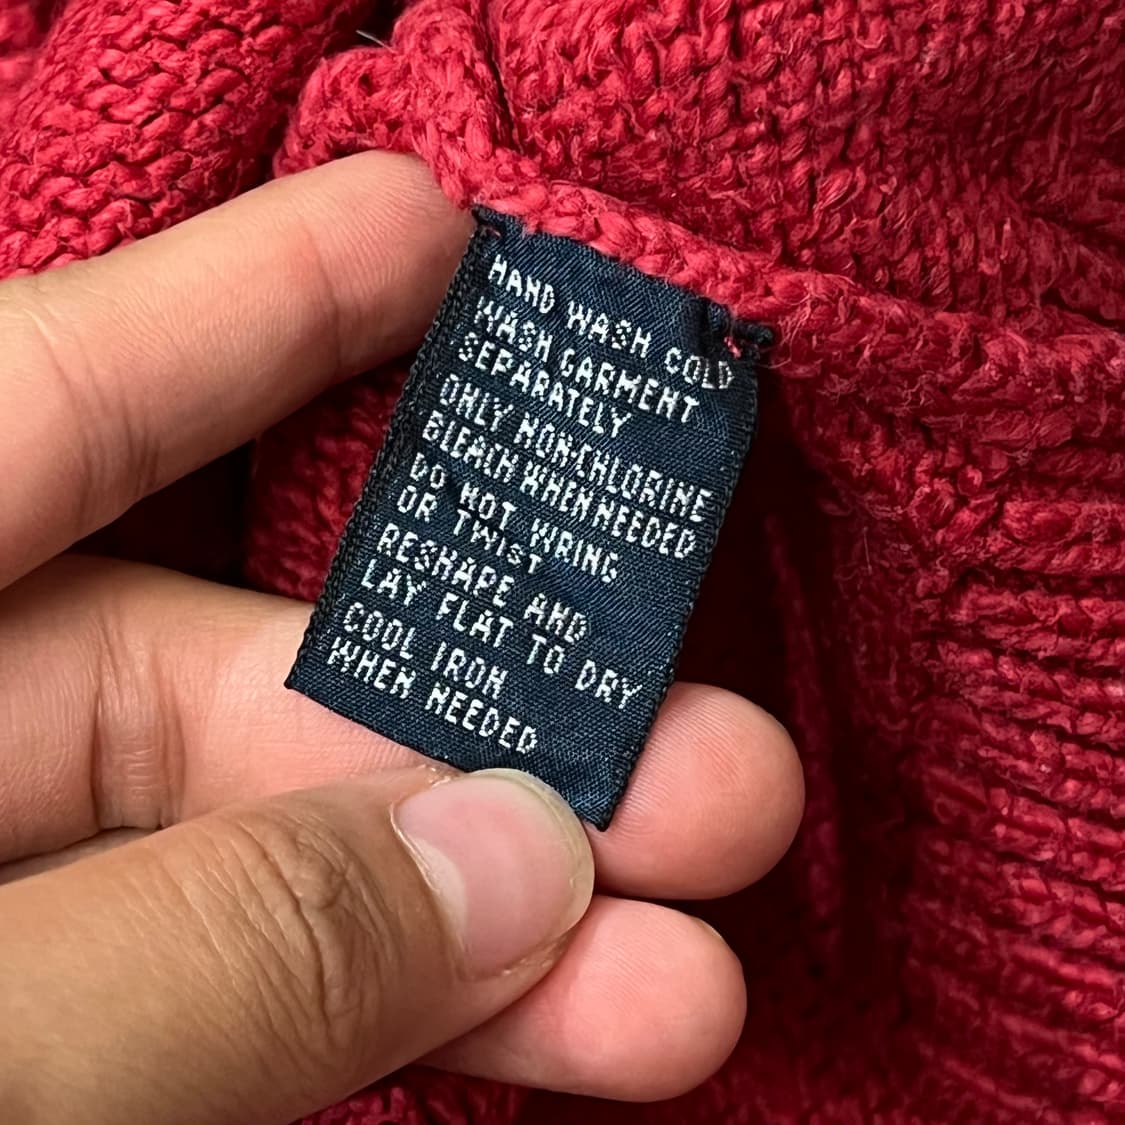 HAND WASH COLD
WASH GARMENT
SEPARATELY
ONLY NON-CHLORINE
BLEACH WHEN NEEDED
DO NOT WRING
OR TWIST
RESHAPE AND
LAY FLAT TO DRY
COOL IRON
WHEN NEEDED